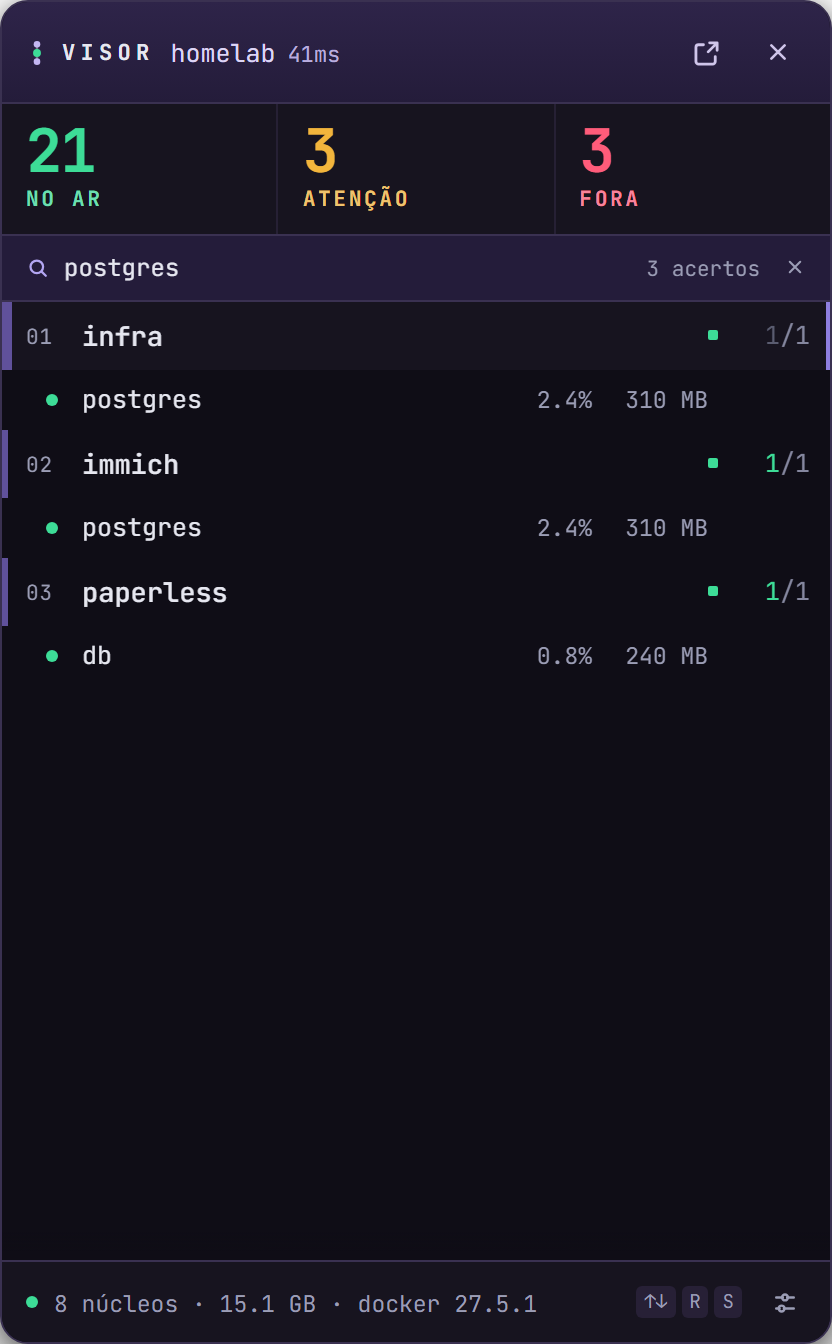 VISOR homelab 41ms
21 3 3
NO AR ATENÇÃO FORA
postgres 3 acertos
01 infra 1/1
postgres 2.4% 310 MB
02 immich 1/1
postgres 2.4% 310 MB
03 paperless 1/1
db 0.8% 240 MB
8 núcleos · 15.1 GB · docker 27.5.1 ↑↓ R S